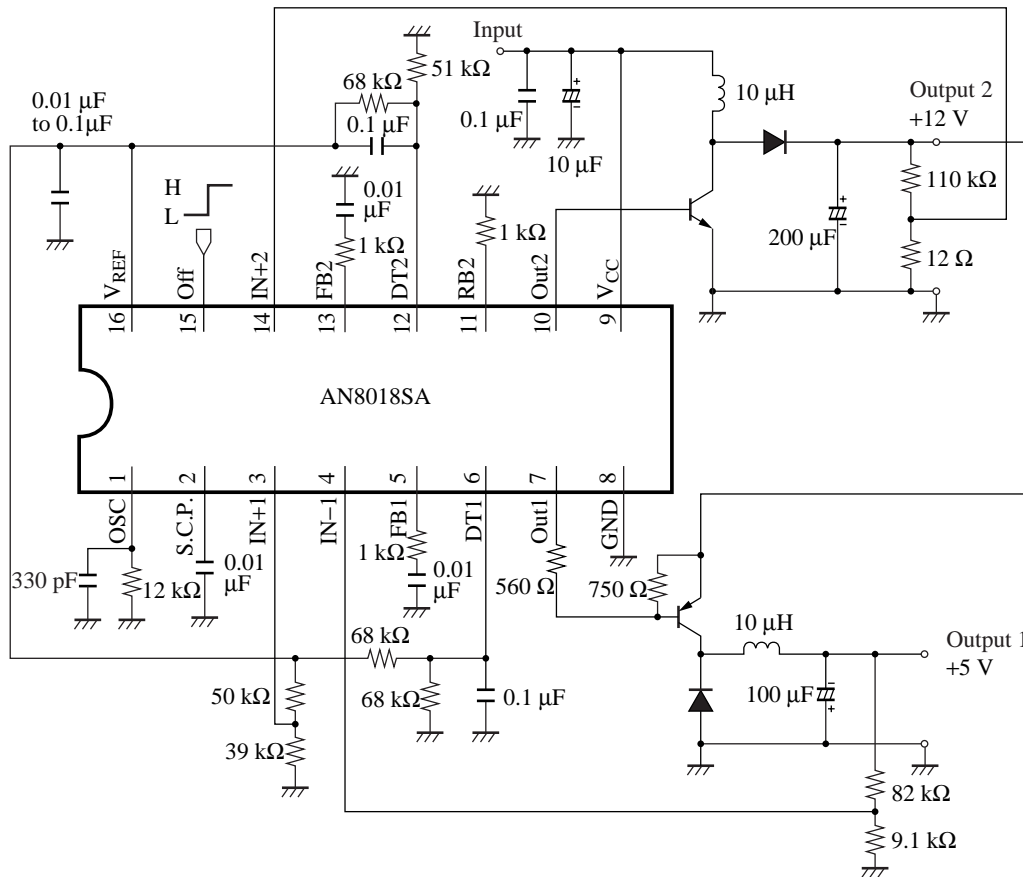 Input
51 kΩ
68 kΩ
0.01 µF
to 0.1µF
0.1 µF
0.1 µF
10 µF
10 µH
Output 2
+12 V
H
L
0.01
µF
1 kΩ
1 kΩ
110 kΩ
200 µF
12 Ω
VREF
Off
IN+2
FB2
DT2
RB2
Out2
VCC
16
15
14
13
12
11
10
9
AN8018SA
1
2
3
4
5
6
7
8
OSC
S.C.P.
IN+1
IN−1
FB1
DT1
Out1
GND
330 pF
12 kΩ
0.01
µF
1 kΩ
0.01
µF
560 Ω
750 Ω
68 kΩ
10 µH
Output 1
+5 V
50 kΩ
68 kΩ
0.1 µF
100 µF
39 kΩ
82 kΩ
9.1 kΩ